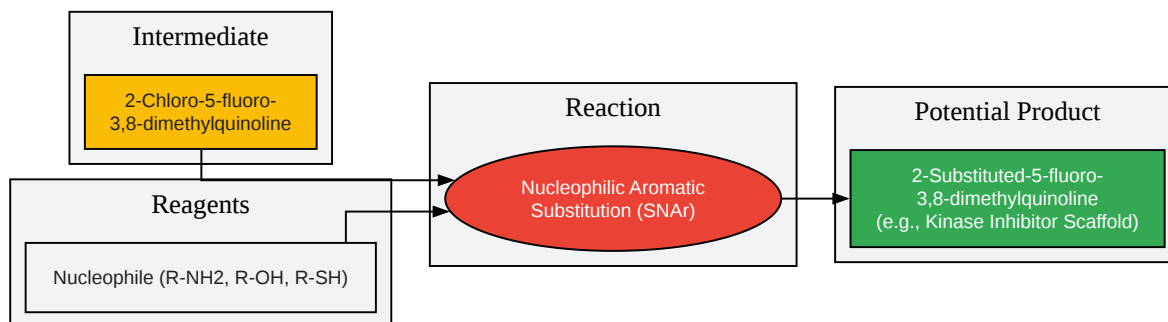 Intermediate
2-Chloro-5-fluoro-
3,8-dimethylquinoline
Reagents
Nucleophile (R-NH2, R-OH, R-SH)
Reaction
Nucleophilic Aromatic
Substitution (SNAr)
Potential Product
2-Substituted-5-fluoro-
3,8-dimethylquinoline
(e.g., Kinase Inhibitor Scaffold)